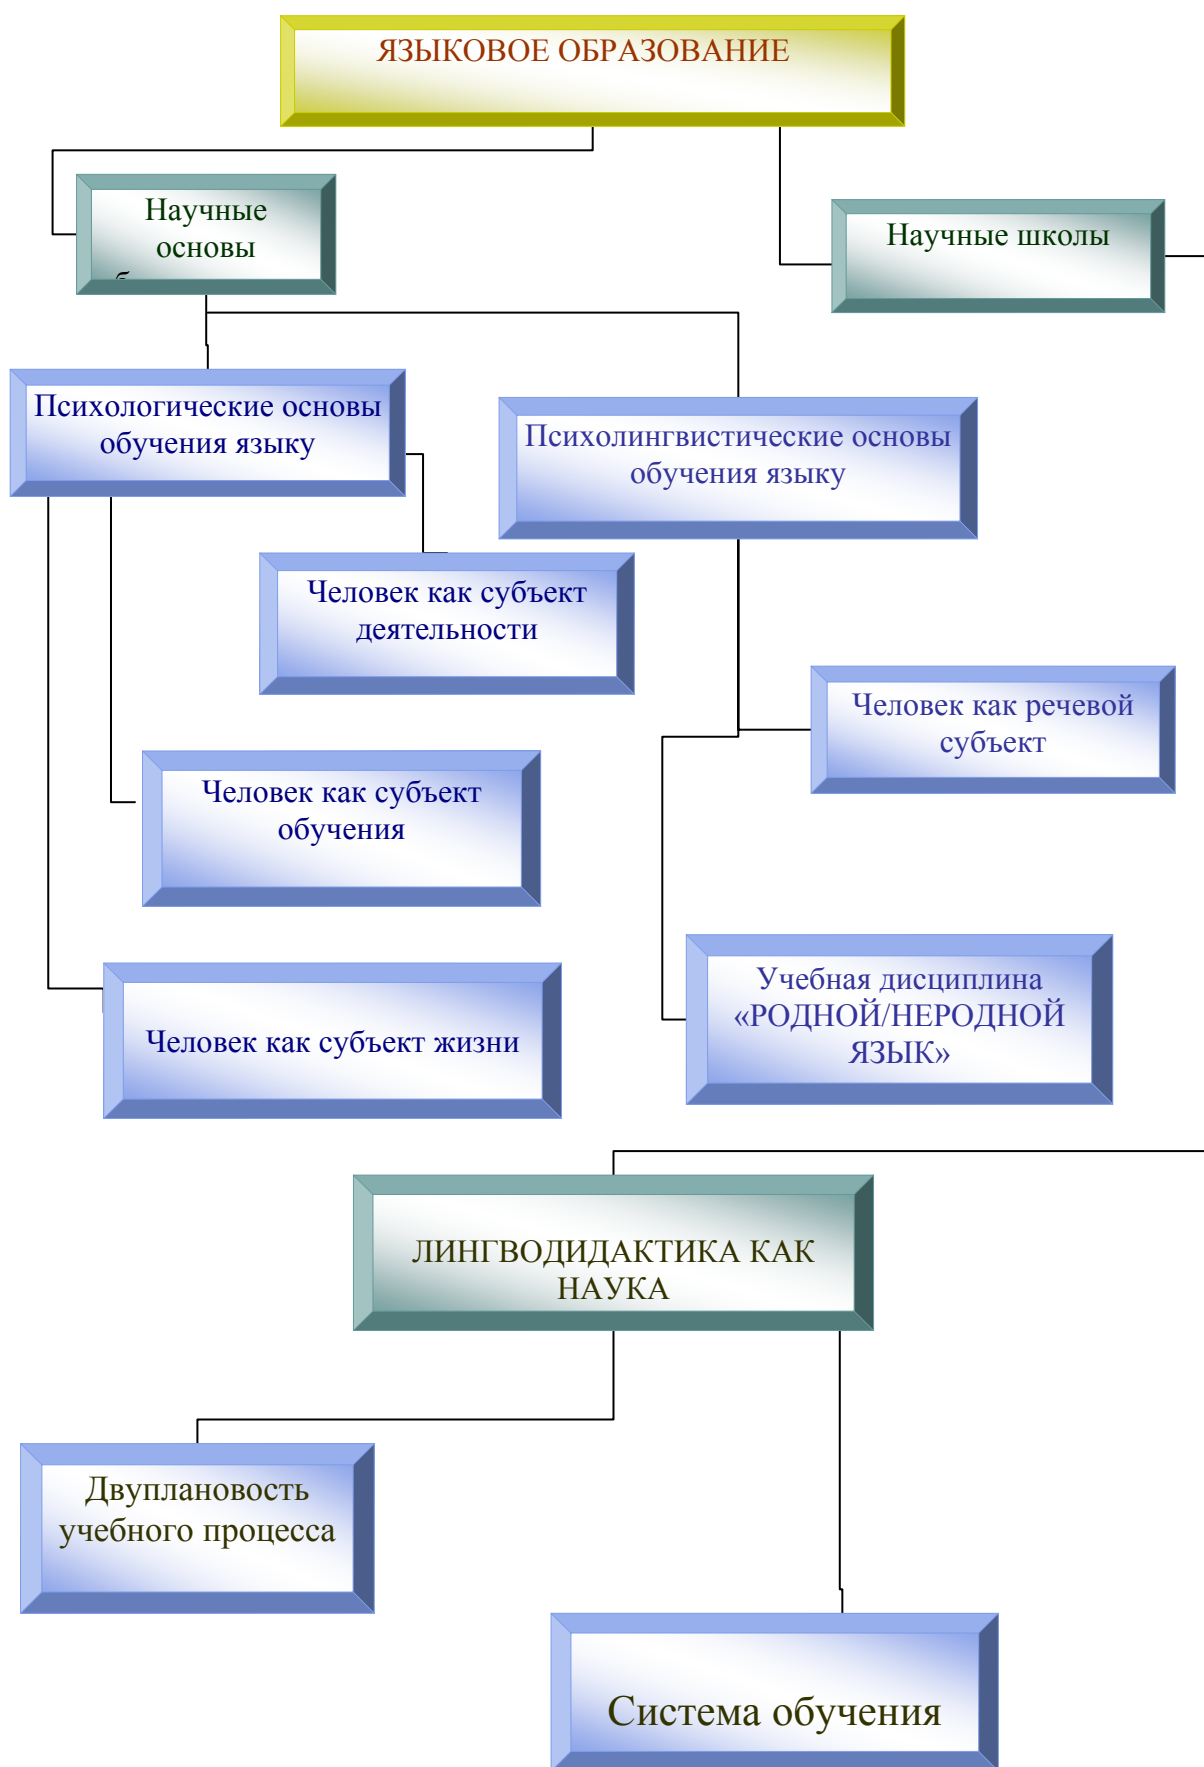 ЯЗЫКОВОЕ ОБРАЗОВАНИЕ
Научные
основы
Научные школы
Психологические основы
обучения языку
Психолингвистические основы
обучения языку
Человек как субъект
деятельности
Человек как речевой
субъект
Человек как субъект
обучения
Учебная дисциплина
«РОДНОЙ/НЕРОДНОЙ
ЯЗЫК»
Человек как субъект жизни
ЛИНГВОДИДАКТИКА КАК
НАУКА
Двуплановость
учебного процесса
Система обучения